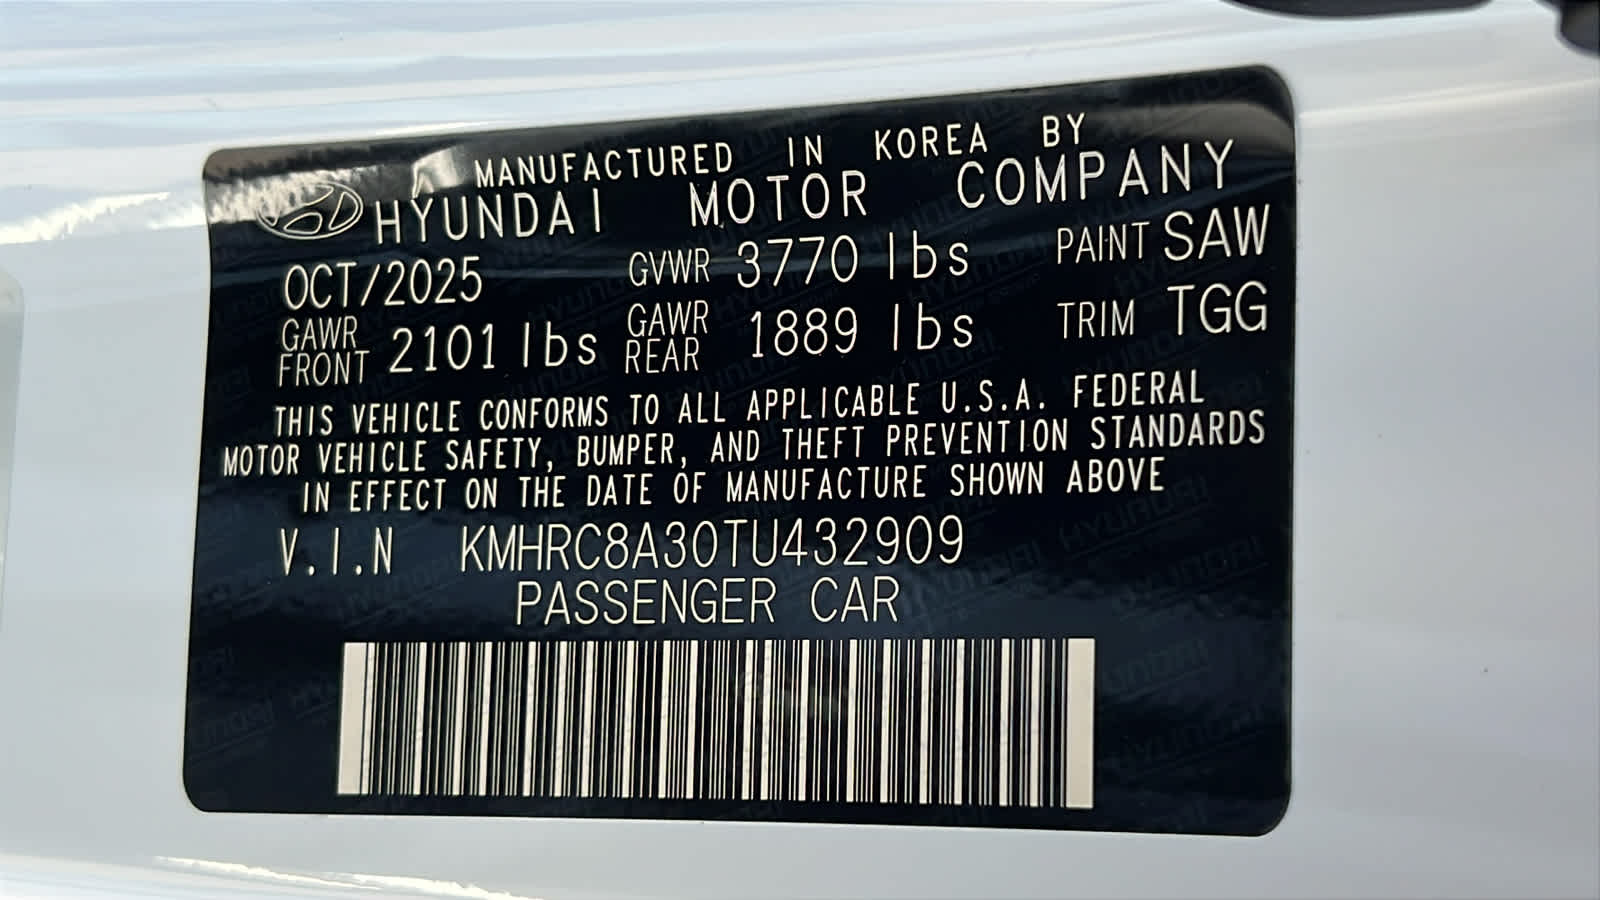 MANUFACTURED IN KOREA BY
HYUNDAI MOTOR COMPANY
OCT/2025 GVWR 3770 lbs PAINT SAW
GAWR FRONT 2101 lbs GAWR REAR 1889 lbs TRIM TGG
THIS VEHICLE CONFORMS TO ALL APPLICABLE U.S.A. FEDERAL
MOTOR VEHICLE SAFETY, BUMPER, AND THEFT PREVENTION STANDARDS
IN EFFECT ON THE DATE OF MANUFACTURE SHOWN ABOVE
V.I.N KMHRC8A30TU432909
PASSENGER CAR